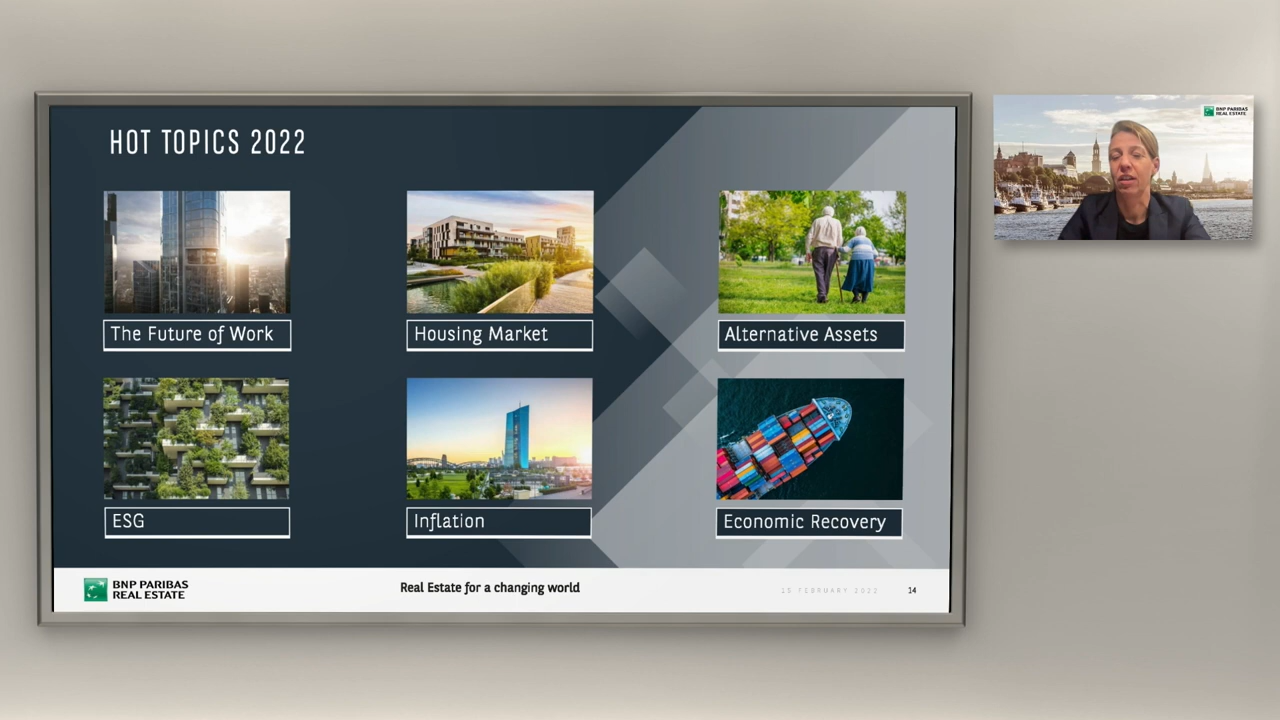 HOT TOPICS 2022
The Future of Work
Housing Market
Alternative Assets
ESG
Inflation
Economic Recovery
BNP PARIBAS
REAL ESTATE
Real Estate for a changing world
15 FEBRUARY 2022
14
BNP PARIBAS
REAL ESTATE